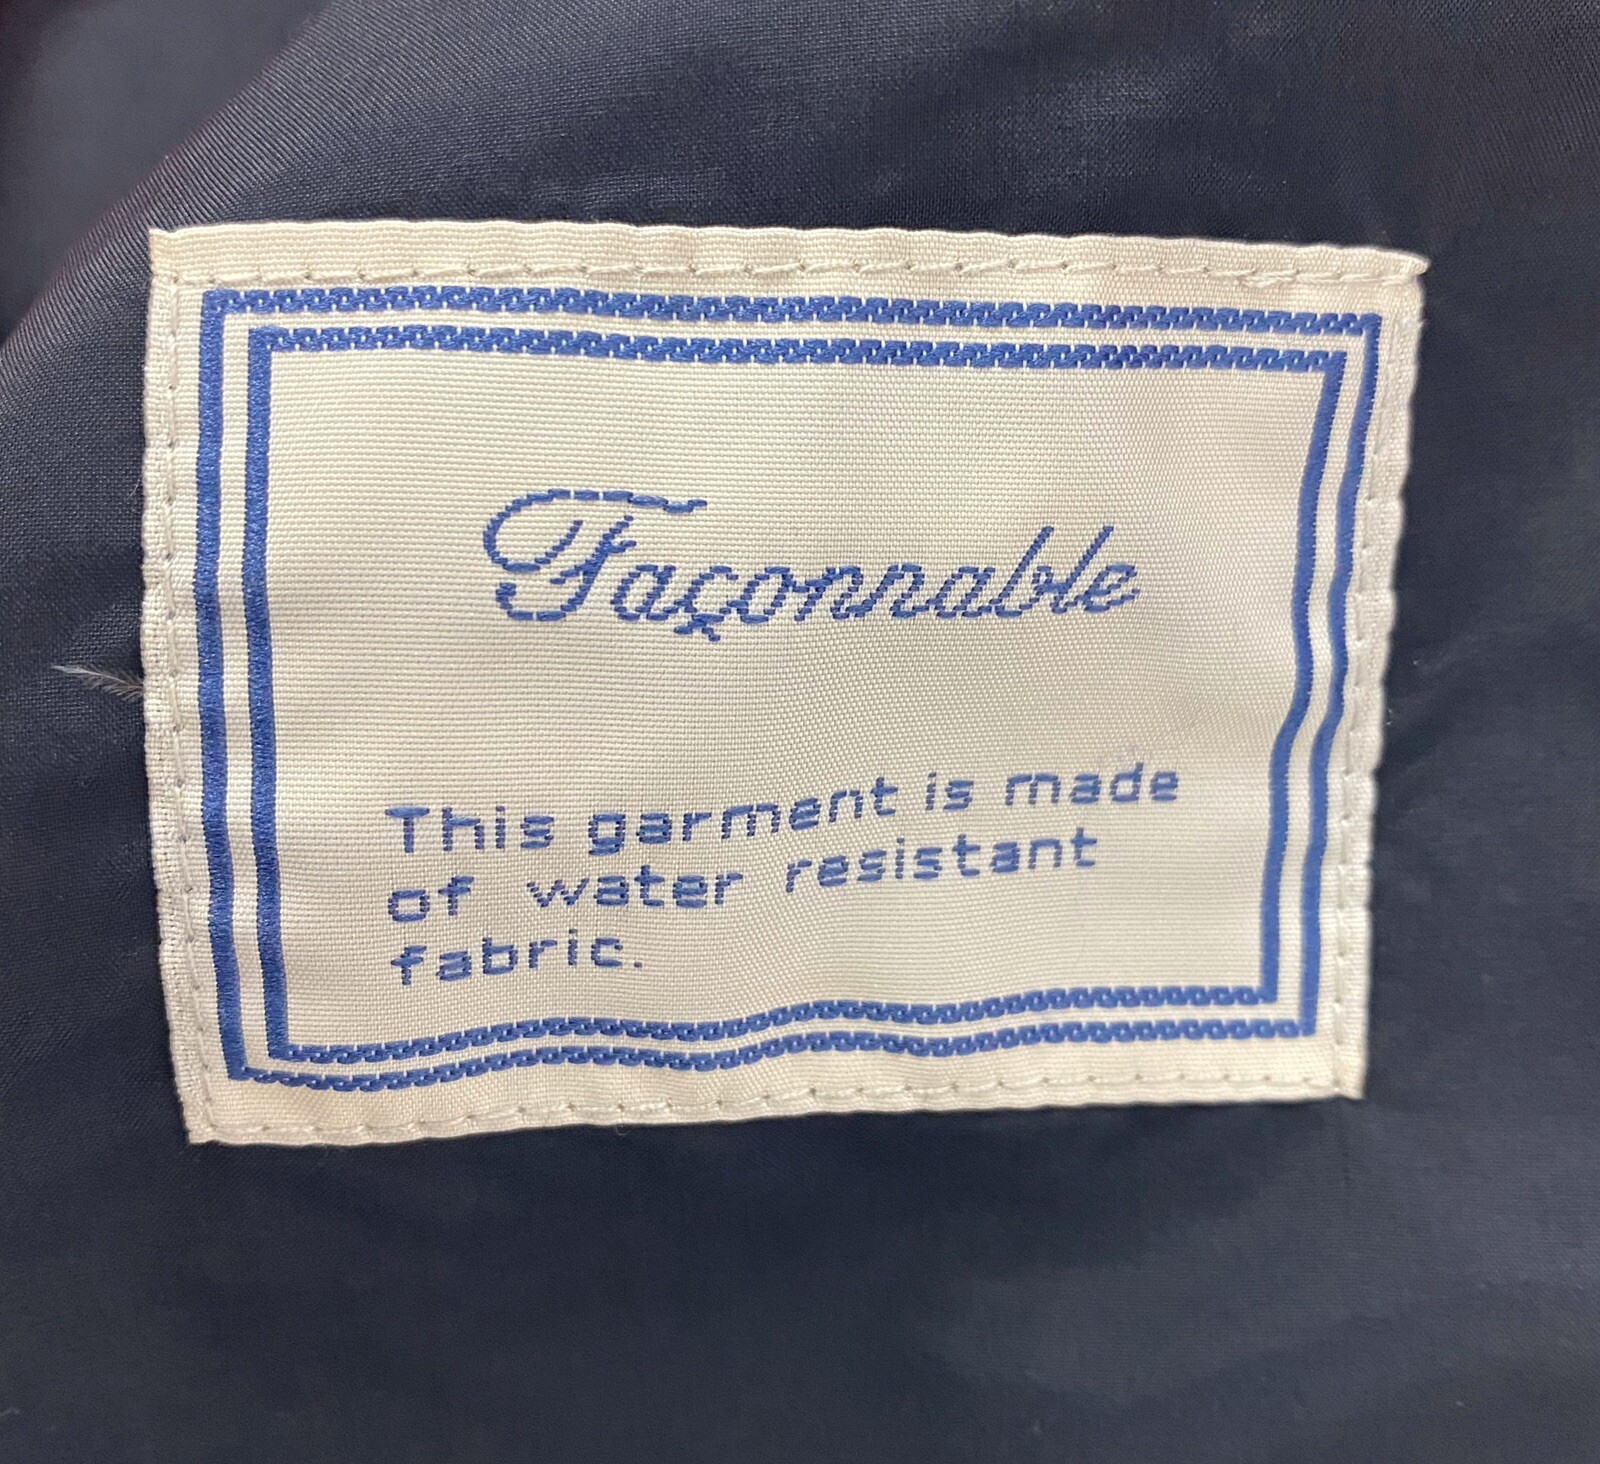 Façonnable
This garment is made
of water resistant
fabric.